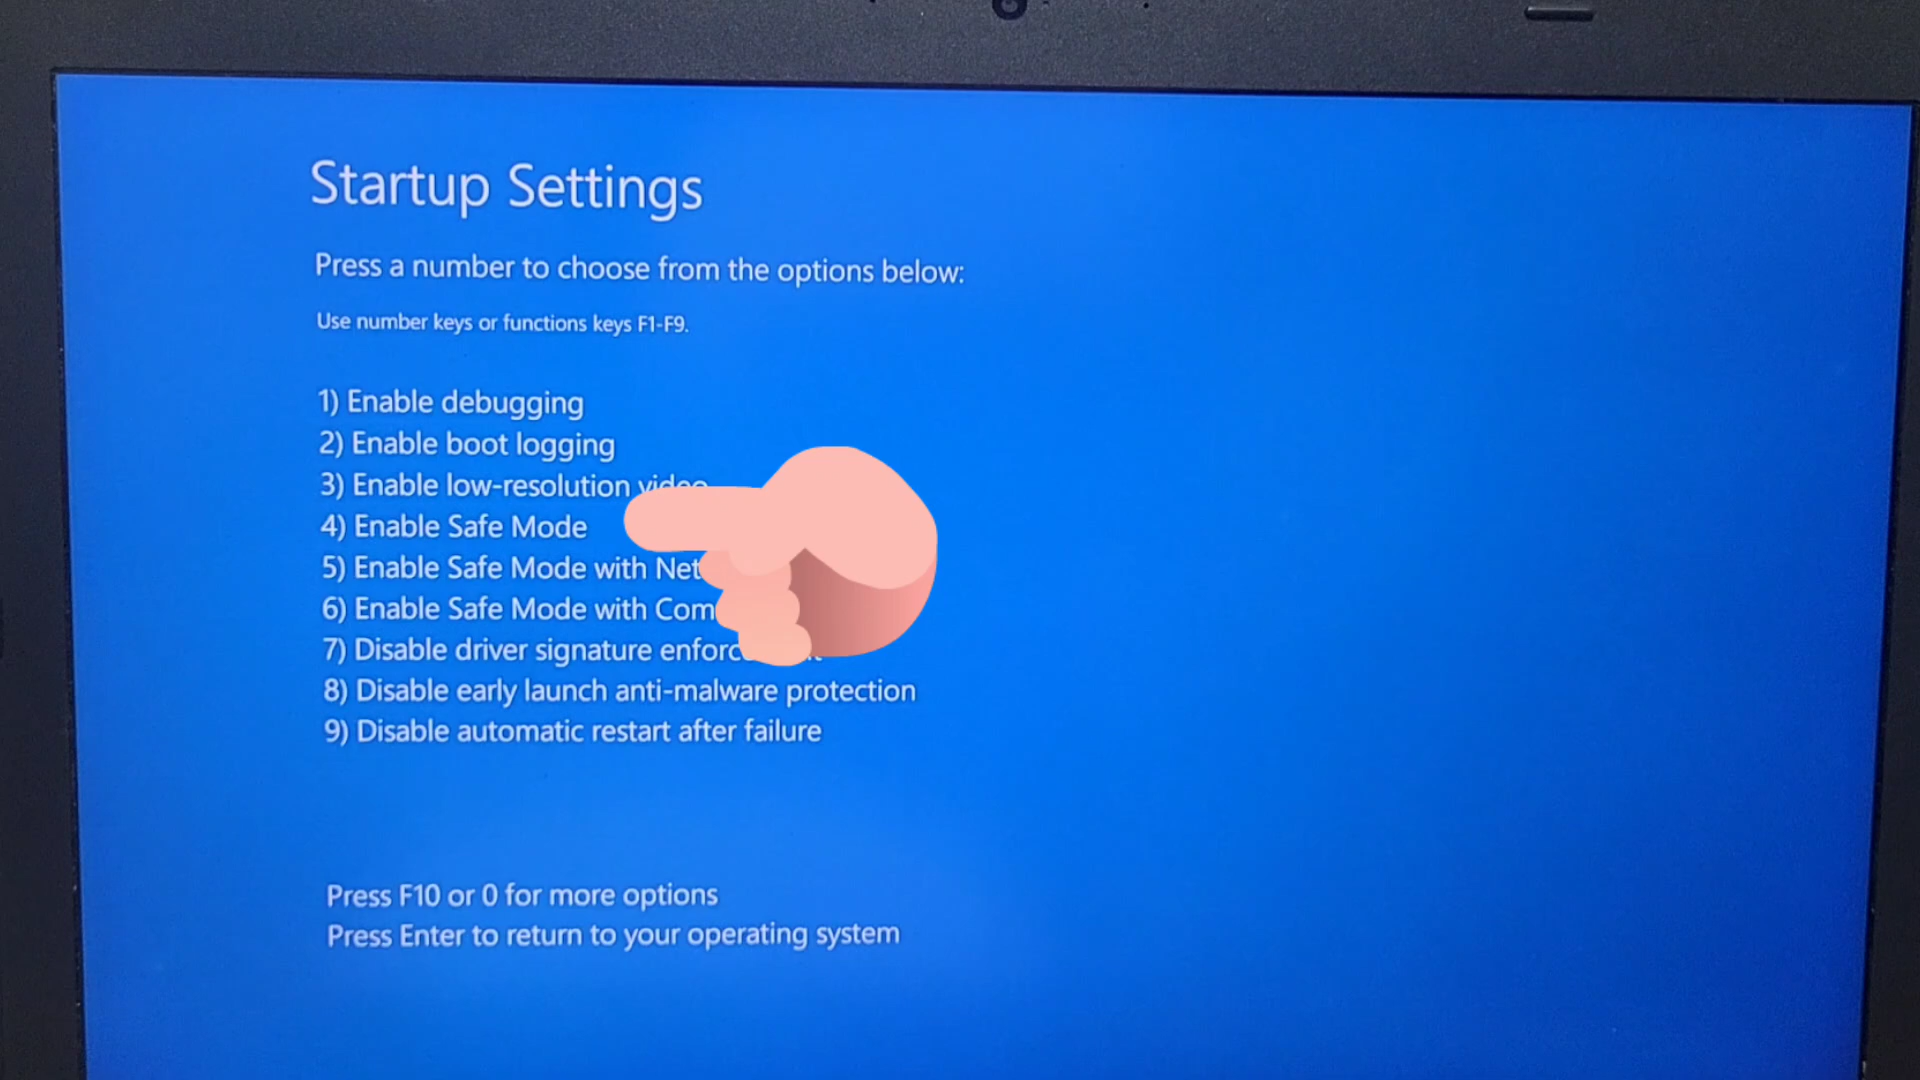 Startup Settings
Press a number to choose from the options below:
Use number keys or functions keys F1-F9.
1) Enable debugging
2) Enable boot logging
3) Enable low-resolution video
4) Enable Safe Mode
5) Enable Safe Mode with
6) Enable Safe Mode with
7) Disable driver signature
8) Disable early launch anti-malware protection
9) Disable automatic restart after failure
Press F10 or 0 for more options
Press Enter to return to your operating system